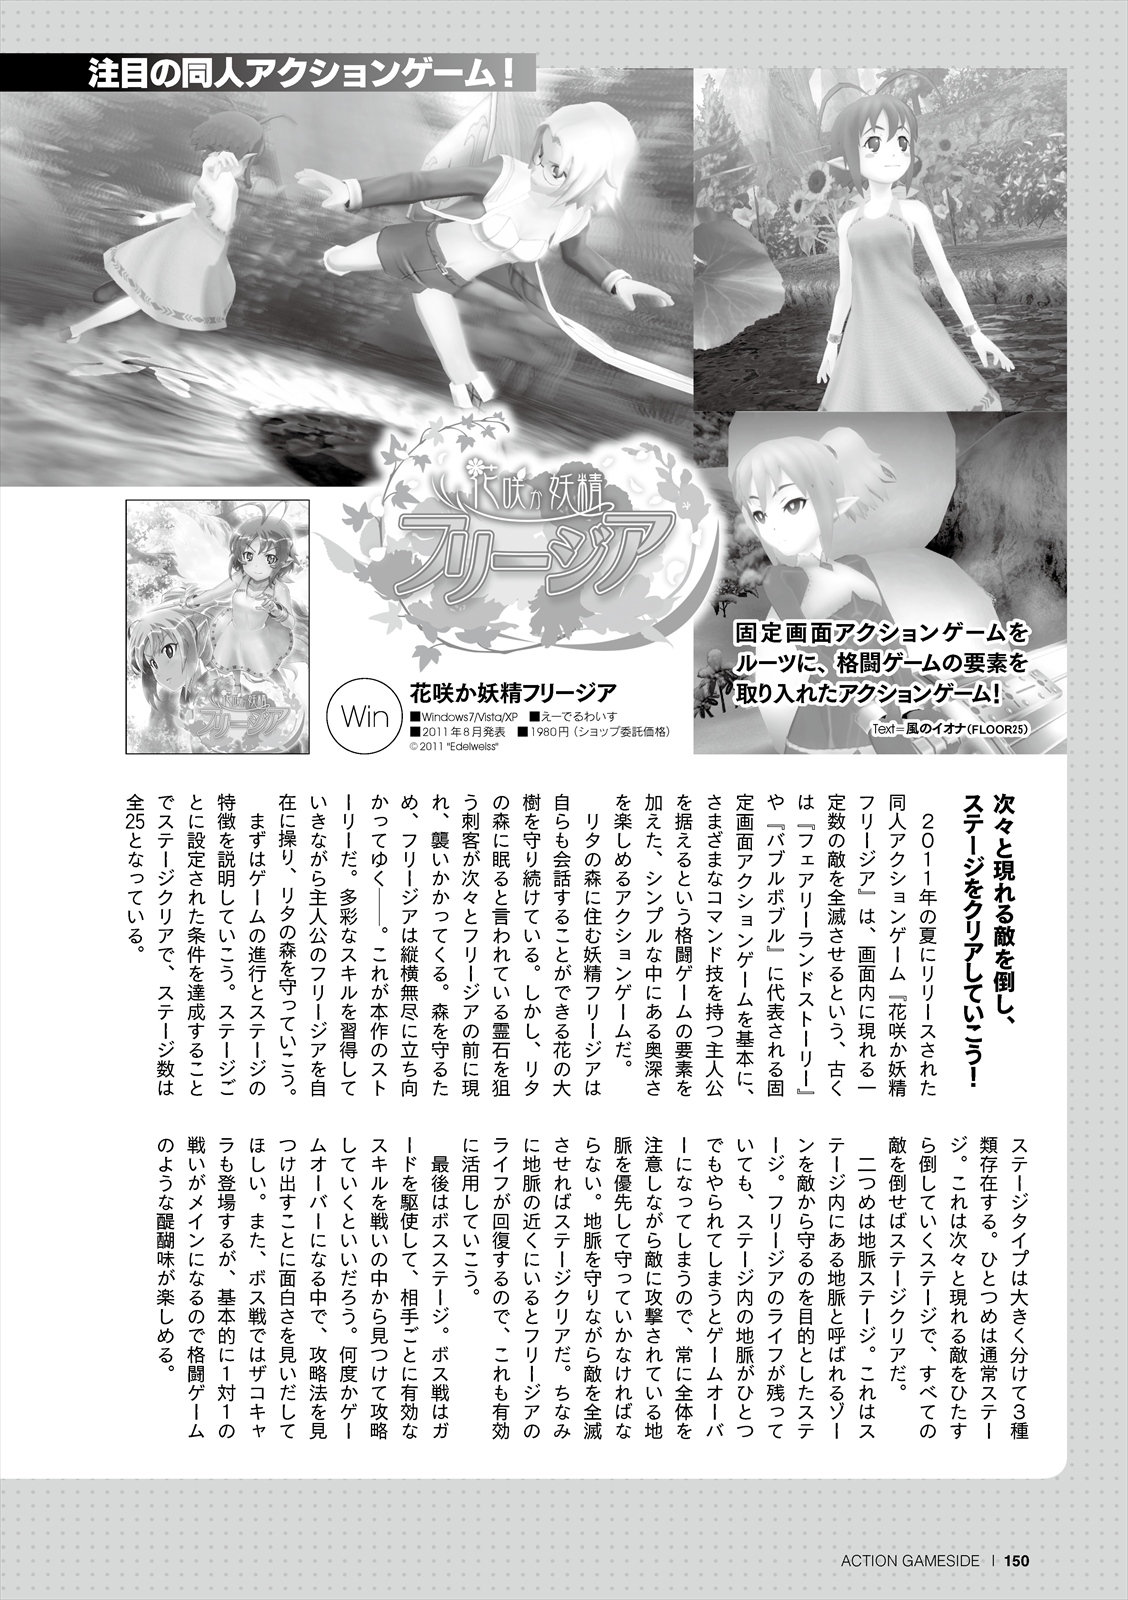 注目の同人アクションゲーム！
花咲か妖精
フリージア
花咲か妖精
フリージア
固定画面アクションゲームを
ルーツに、格闘ゲームの要素を
取り入れたアクションゲーム！
Text=風のイオナ（FLOOR25）
Win
花咲か妖精フリージア
■Windows7/Vista/XP　■えーでるわいす
■2011年8月発表　■1980円（ショップ委託価格）
© 2011 "Edelweiss"
次々と現れる敵を倒し、
ステージをクリアしていこう！
２０１１年の夏にリリースされた
同人アクションゲーム『花咲か妖精
フリージア』は、画面内に現れる一
定数の敵を全滅させるという、古く
は『フェアリーランドストーリー』
や『バブルボブル』に代表される固
定画面アクションゲームを基本に、
さまざまなコマンド技を持つ主人公
を据えるという格闘ゲームの要素を
加えた、シンプルな中にある奥深さ
を楽しめるアクションゲームだ。
リタの森に住む妖精フリージアは
自らも会話することができる花の大
樹を守り続けている。しかし、リタ
の森に眠ると言われている霊石を狙
う刺客が次々とフリージアの前に現
れ、襲いかかってくる。森を守るた
め、フリージアは縦横無尽に立ち向
かってゆく――。これが本作のスト
ーリーだ。多彩なスキルを習得して
いきながら主人公のフリージアを自
在に操り、リタの森を守っていこう。
まずはゲームの進行とステージの
特徴を説明していこう。ステージご
とに設定された条件を達成すること
でステージクリアで、ステージ数は
全25となっている。
ステージタイプは大きく分けて３種
類存在する。ひとつめは通常ステー
ジ。これは次々と現れる敵をひたす
ら倒していくステージで、すべての
敵を倒せばステージクリアだ。
二つめは地脈ステージ。これはス
テージ内にある地脈と呼ばれるゾー
ンを敵から守るのを目的としたステ
ージ。フリージアのライフが残って
いても、ステージ内の地脈がひとつ
でもやられてしまうとゲームオーバ
ーになってしまうので、常に全体を
注意しながら敵に攻撃されている地
脈を優先して守っていかなければな
らない。地脈を守りながら敵を全滅
させればステージクリアだ。ちなみ
に地脈の近くにいるとフリージアの
ライフが回復するので、これも有効
に活用していこう。
最後はボスステージ。ボス戦はガ
ードを駆使して、相手ごとに有効な
スキルを戦いの中から見つけて攻略
していくといいだろう。何度かゲー
ムオーバーになる中で、攻略法を見
つけ出すことに面白さを見いだして
ほしい。また、ボス戦ではザコキャ
ラも登場するが、基本的に１対１の
戦いがメインになるので格闘ゲーム
のような醍醐味が楽しめる。
ACTION GAMESIDE | 150